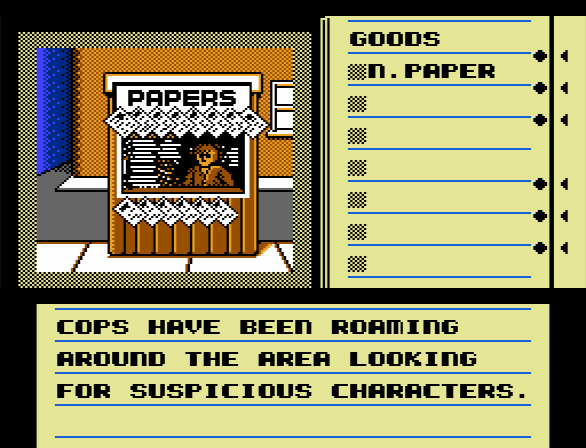 PAPERS
GOODS
N.PAPER
COPS HAVE BEEN ROAMING
AROUND THE AREA LOOKING
FOR SUSPICIOUS CHARACTERS.